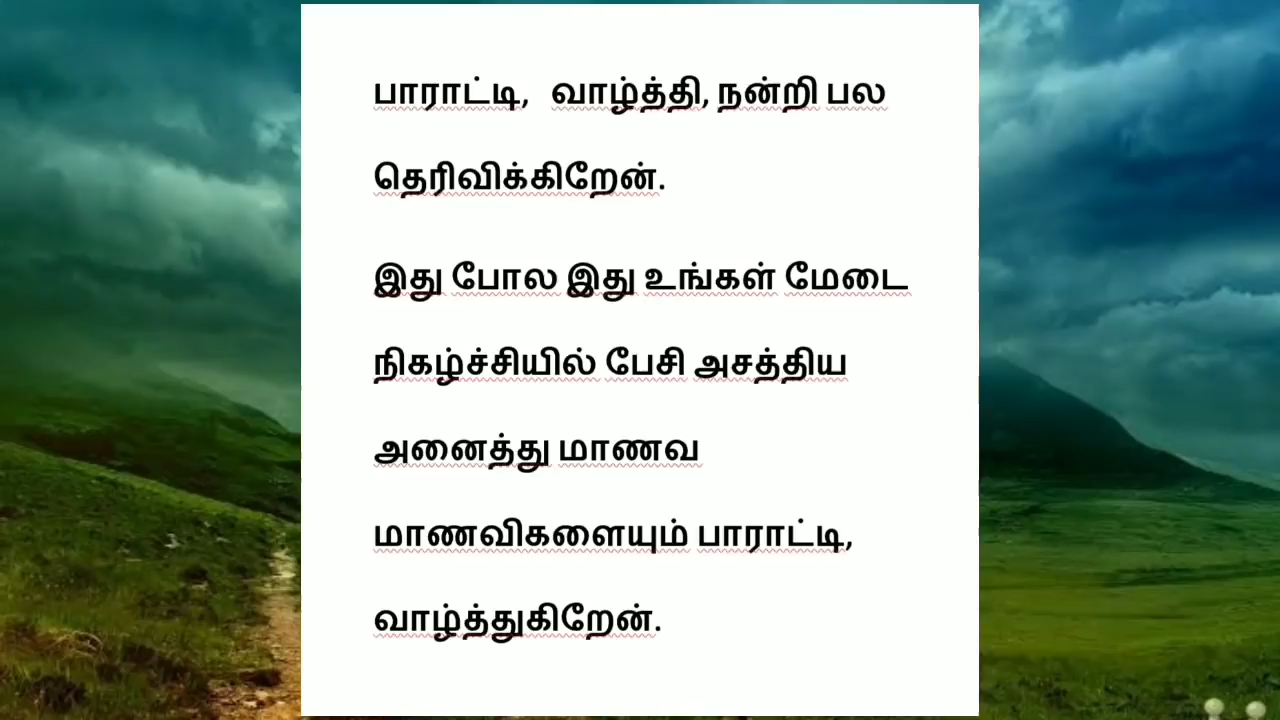 பாராட்டி, வாழ்த்தி, நன்றி பல
தெரிவிக்கிறேன்.
இது போல இது உங்கள் மேடை
நிகழ்ச்சியில் பேசி அசத்திய
அனைத்து மாணவ
மாணவிகளையும் பாராட்டி,
வாழ்த்துகிறேன்.